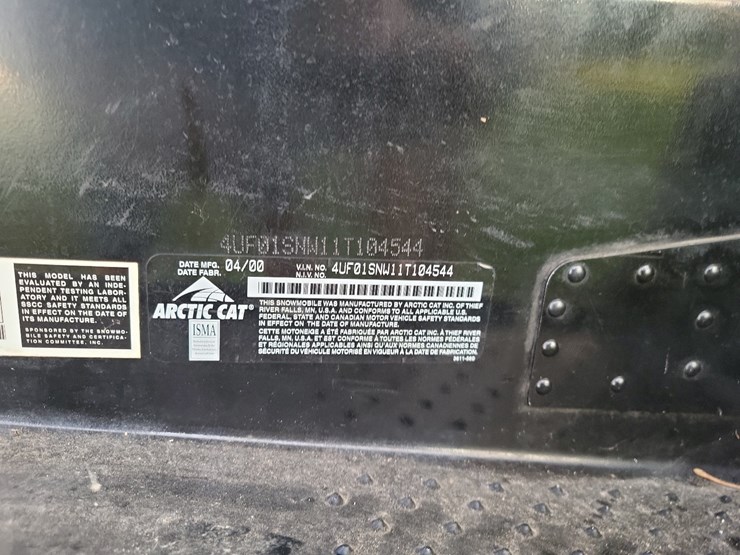 4UF01SNW11T104544
THIS MODEL HAS BEEN
EVALUATED BY AN INDE-
PENDENT TESTING LABOR-
ATORY AND IT MEETS ALL
SSCC SAFETY STANDARDS
IN EFFECT ON THE DATE OF
ITS MANUFACTURE.
SPONSORED BY THE SNOWMO-
BILE SAFETY AND CERTIFICA-
TION COMMITTEE, INC.
DATE MFG. 04/00 V.I.N. NO. 4UF01SNW11T104544
DATE FABR. N.I.V. NO.
ARCTIC CAT®
ISMA
THIS SNOWMOBILE WAS MANUFACTURED BY ARCTIC CAT INC. OF THIEF
RIVER FALLS, MN, U.S.A. AND CONFORMS TO ALL APPLICABLE U.S.
FEDERAL, STATE AND CANADIAN MOTOR VEHICLE SAFETY STANDARDS
IN EFFECT ON THE DATE OF MANUFACTURE.
CETTE MOTONEIGE A ÉTÉ FABRIQUÉE PAR ARCTIC CAT INC. À THIEF RIVER
FALLS, MN, U.S.A. ET EST CONFORME À TOUTES LES NORMES FÉDÉRALES
ET RÉGIONALES APPLICABLES AINSI QU'AUX NORMES CANADIENNES DE
SÉCURITÉ DU VÉHICULE MOTORISÉ EN VIGUEUR À LA DATE DE FABRICATION.